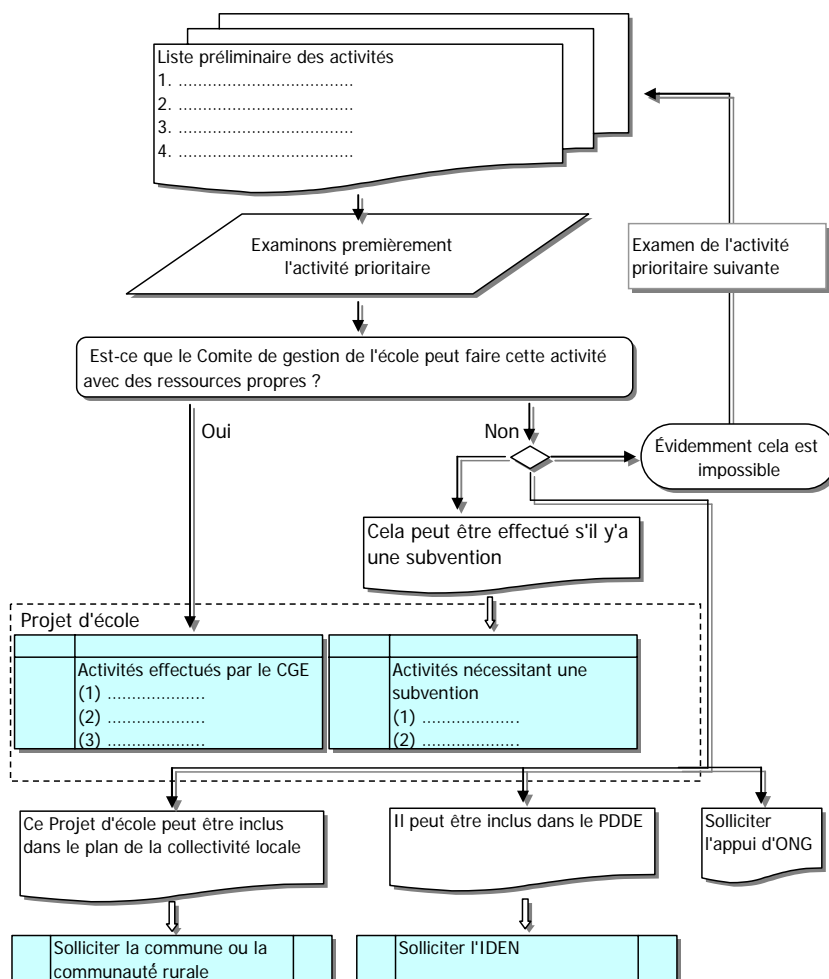 Liste préliminaire des activités
1. ...................................
2. ...................................
3. ...................................
4. ...................................
Examinons premièrement
l'activité prioritaire
Examen de l'activité
prioritaire suivante
Est-ce que le Comite de gestion de l'école peut faire cette activité
avec des ressources propres ?
Oui
Non
Évidemment cela est
impossible
Cela peut être effectué s'il y'a
une subvention
Projet d'école
Activités effectués par le CGE
(1) ....................
(2) ....................
(3) ....................
Activités nécessitant une
subvention
(1) ....................
(2) ....................
Ce Projet d'école peut être inclus
dans le plan de la collectivité locale
Il peut être inclus dans le PDDE
Solliciter
l'appui d'ONG
Solliciter la commune ou la
communauté rurale
Solliciter l'IDEN